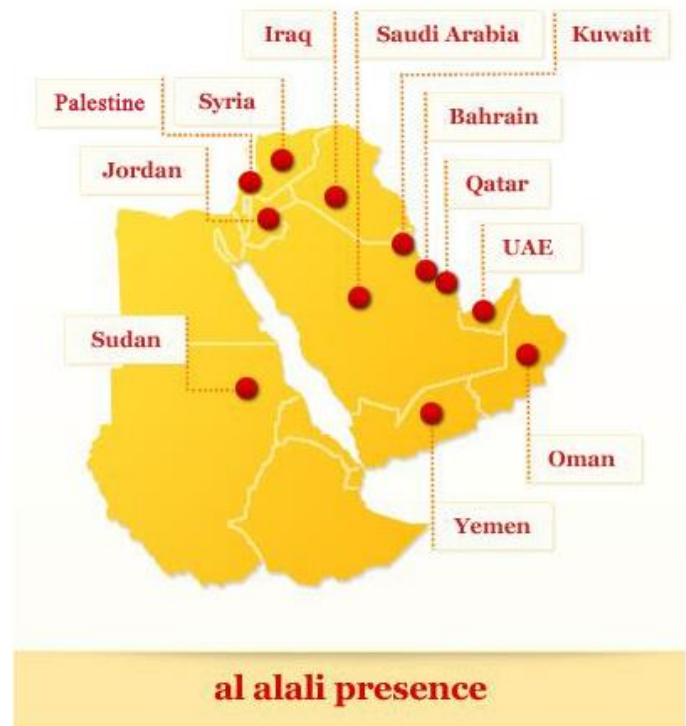 Iraq
Saudi Arabia
Kuwait
Palestine
Syria
Bahrain
Jordan
Qatar
UAE
Sudan
Oman
Yemen
al alali presence